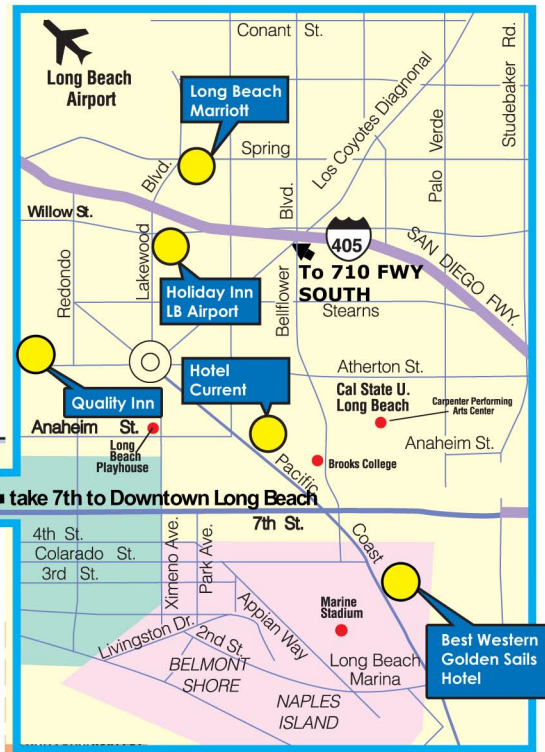 Conant St.
Studebaker Rd.
Long Beach
Airport
Long Beach
Marriott
Los Coyotes Diagnonal
Palo Verde
Spring
Blvd.
Blvd.
Willow St.
405
SAN DIEGO FWY.
To 710 FWY
SOUTH
Redondo
Lakewood
Bellflower
Holiday Inn
LB Airport
Stearns
Atherton St.
Hotel
Current
Cal State U.
Long Beach
Carpenter Performing
Arts Center
Quality Inn
Anaheim St.
Anaheim St.
Long
Beach
Playhouse
Brooks College
Pacific
take 7th to Downtown Long Beach
7th St.
Coast
4th St.
Colarado St.
3rd St.
Ximeno Ave.
Park Ave.
Appian Way
Marine
Stadium
Livingston Dr.
2nd St.
Best Western
Golden Sails
Hotel
BELMONT
SHORE
Long Beach
Marina
NAPLES
ISLAND